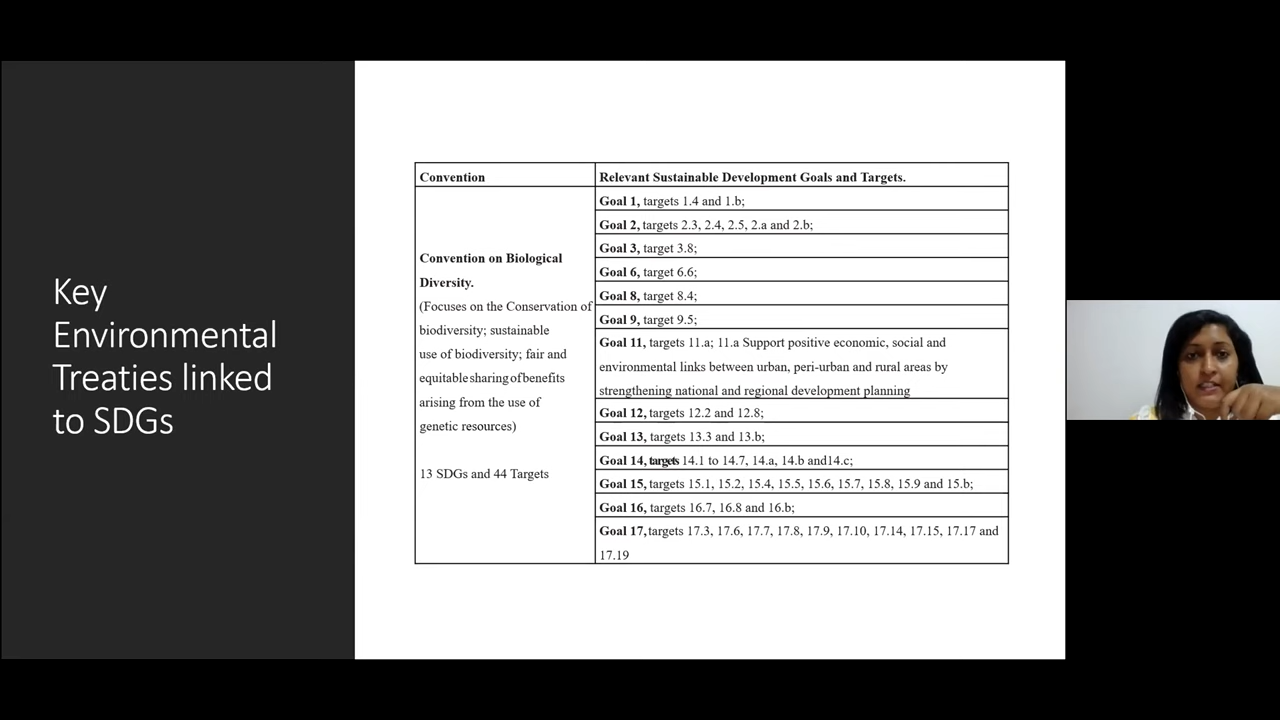 Key
Environmental
Treaties linked
to SDGs
Convention
Relevant Sustainable Development Goals and Targets.
Convention on Biological
Diversity.
(Focuses on the Conservation of
biodiversity; sustainable
use of biodiversity; fair and
equitable sharing of benefits
arising from the use of
genetic resources)
13 SDGs and 44 Targets
Goal 1, targets 1.4 and 1.b;
Goal 2, targets 2.3, 2.4, 2.5, 2.a and 2.b;
Goal 3, target 3.8;
Goal 6, target 6.6;
Goal 8, target 8.4;
Goal 9, target 9.5;
Goal 11, targets 11.a; 11.a Support positive economic, social and
environmental links between urban, peri-urban and rural areas by
strengthening national and regional development planning
Goal 12, targets 12.2 and 12.8;
Goal 13, targets 13.3 and 13.b;
Goal 14, targets 14.1 to 14.7, 14.a, 14.b and14.c;
Goal 15, targets 15.1, 15.2, 15.4, 15.5, 15.6, 15.7, 15.8, 15.9 and 15.b;
Goal 16, targets 16.7, 16.8 and 16.b;
Goal 17, targets 17.3, 17.6, 17.7, 17.8, 17.9, 17.10, 17.14, 17.15, 17.17 and
17.19